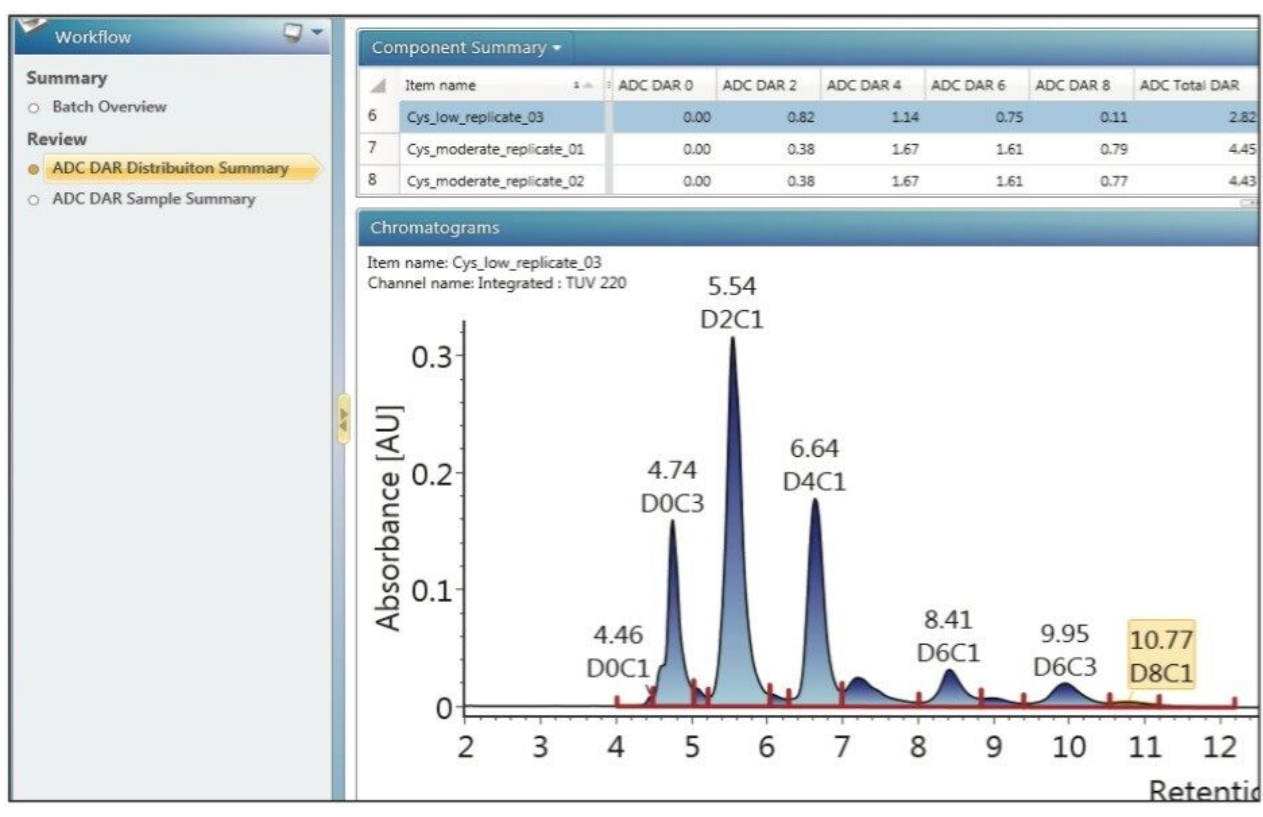 Workflow
Summary
Batch Overview
Review
ADC DAR Distribuiton Summary
ADC DAR Sample Summary
Component Summary
Item name ADC DAR 0 ADC DAR 2 ADC DAR 4 ADC DAR 6 ADC DAR 8 ADC Total DAR
6 Cys_low_replicate_03 0.00 0.82 1.14 0.75 0.11 2.82
7 Cys_moderate_replicate_01 0.00 0.38 1.67 1.61 0.79 4.45
8 Cys_moderate_replicate_02 0.00 0.38 1.67 1.61 0.77 4.43
Chromatograms
Item name: Cys_low_replicate_03
Channel name: Integrated : TUV 220
5.54
D2C1
0.3
Absorbance [AU]
6.64
D4C1
4.74
D0C3
0.2
0.1
8.41
D6C1
9.95
D6C3
10.77
D8C1
4.46
D0C1
0
2 3 4 5 6 7 8 9 10 11 12
Retentic